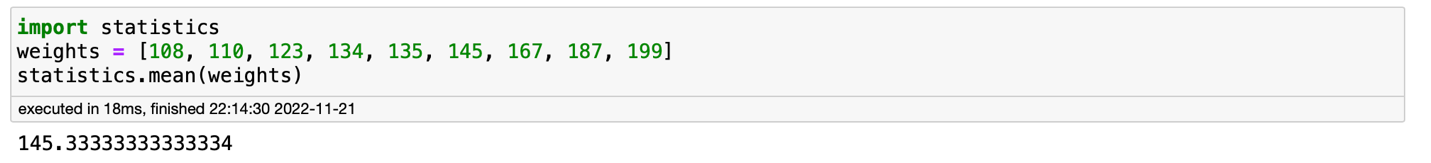 import statistics
weights = [108, 110, 123, 134, 135, 145, 167, 187, 199]
statistics.mean(weights)
executed in 18ms, finished 22:14:30 2022-11-21
145.33333333333334